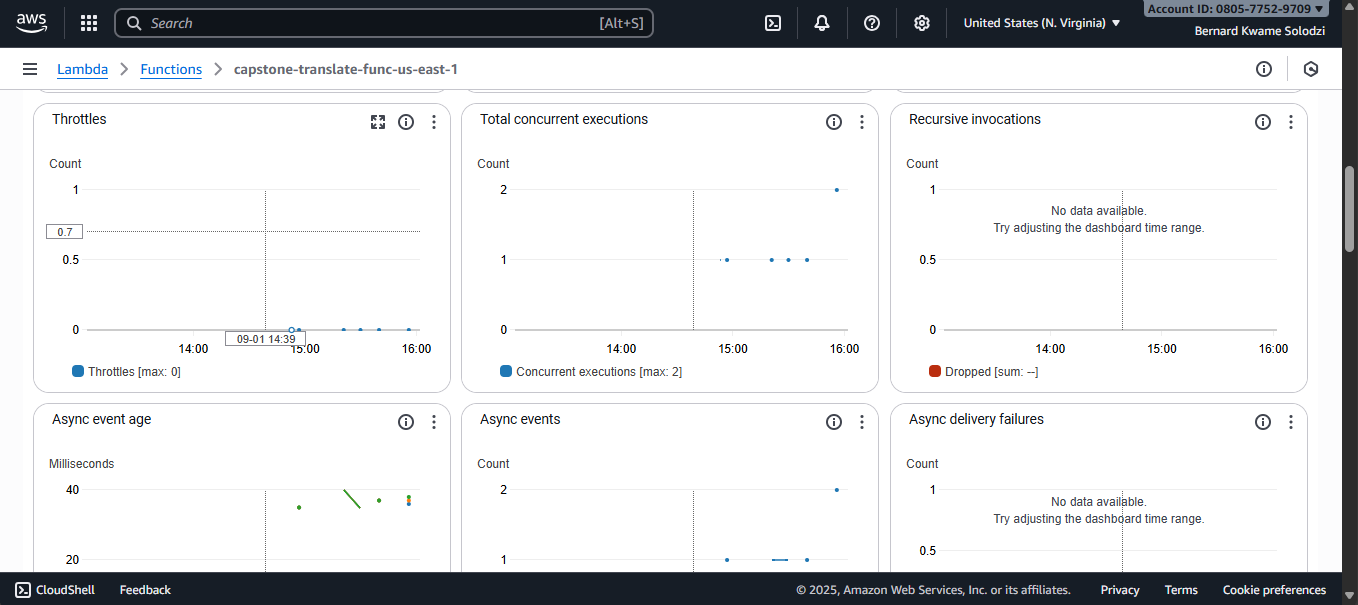 aws
Search [Alt+S]
United States (N. Virginia)
Account ID: 0805-7752-9709
Bernard Kwame Solodzi
Lambda Functions capstone-translate-func-us-east-1
Throttles
Count
1
0.7
0.5
0
09-01 14:39
14:00 15:00 16:00
Throttles [max: 0]
Total concurrent executions
Count
2
1
0
14:00 15:00 16:00
Concurrent executions [max: 2]
Recursive invocations
Count
1
No data available.
Try adjusting the dashboard time range.
0.5
0
14:00 15:00 16:00
Dropped [sum: --]
Async event age
Milliseconds
40
20
Async events
Count
2
1
Async delivery failures
Count
1
No data available.
Try adjusting the dashboard time range.
0.5
CloudShell Feedback © 2025, Amazon Web Services, Inc. or its affiliates. Privacy Terms Cookie preferences